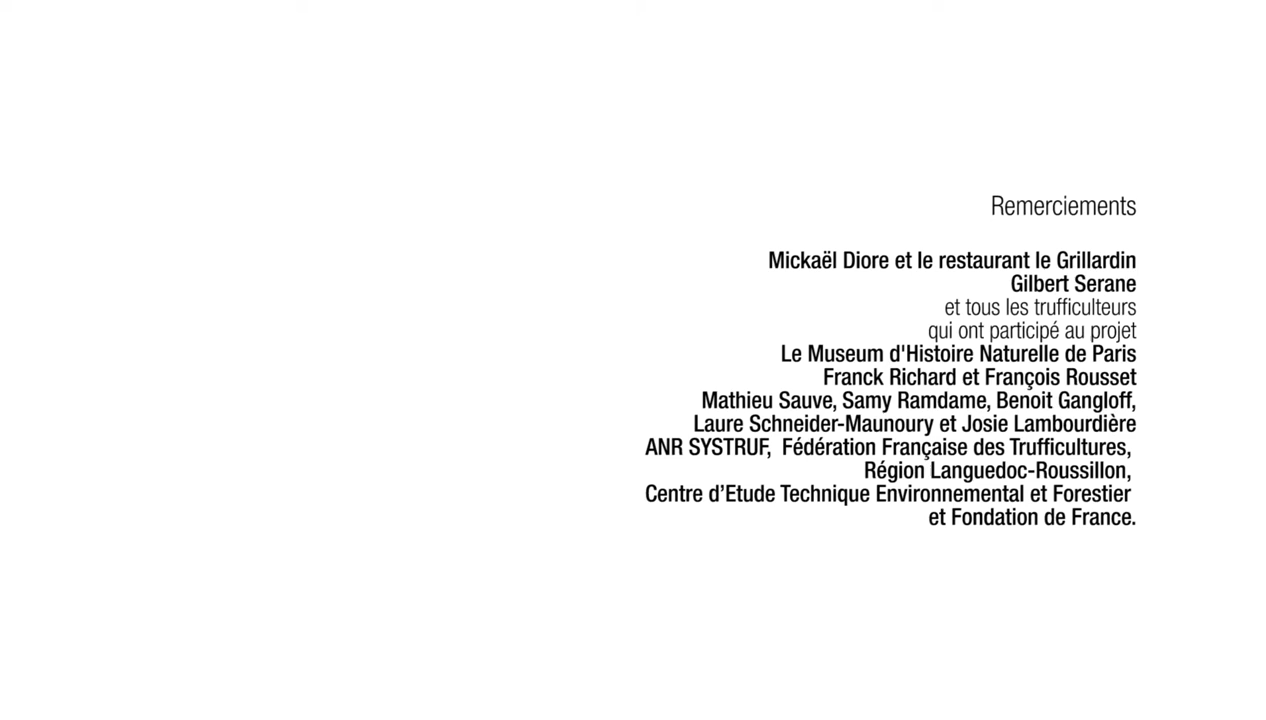 Remerciements
Mickaël Diore et le restaurant le Grillardin
Gilbert Serane
et tous les trufficulteurs
qui ont participé au projet
Le Museum d'Histoire Naturelle de Paris
Franck Richard et François Rousset
Mathieu Sauve, Samy Ramdame, Benoit Gangloff,
Laure Schneider-Maunoury et Josie Lambourdière
ANR SYSTRUF, Fédération Française des Trufficultures,
Région Languedoc-Roussillon,
Centre d’Etude Technique Environnemental et Forestier
et Fondation de France.